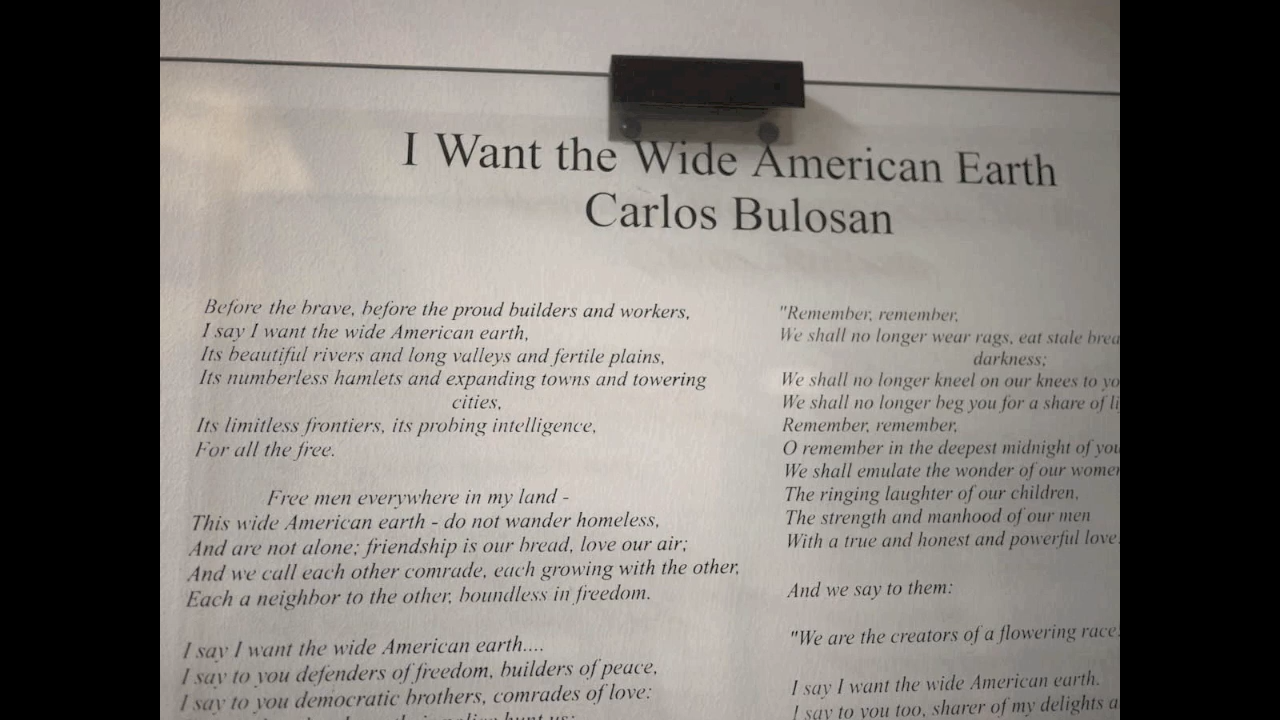 I Want the Wide American Earth
Carlos Bulosan
Before the brave, before the proud builders and workers,
I say I want the wide American earth,
Its beautiful rivers and long valleys and fertile plains,
Its numberless hamlets and expanding towns and towering
cities,
Its limitless frontiers, its probing intelligence,
For all the free.
Free men everywhere in my land -
This wide American earth - do not wander homeless,
And are not alone; friendship is our bread, love our air;
And we call each other comrade, each growing with the other,
Each a neighbor to the other, boundless in freedom.
I say I want the wide American earth....
I say to you defenders of freedom, builders of peace,
I say to you democratic brothers, comrades of love:
hunt us;
"Remember, remember,
We shall no longer wear rags, eat stale
darkness;
We shall no longer kneel on our knees to
We shall no longer beg you for a share of
Remember, remember,
O remember in the deepest midnight of
We shall emulate the wonder of our
The ringing laughter of our children,
The strength and manhood of our men
With a true and honest and powerful love
And we say to them:
"We are the creators of a flowering race
I say I want the wide American earth.
I say to you too, sharer of my delights